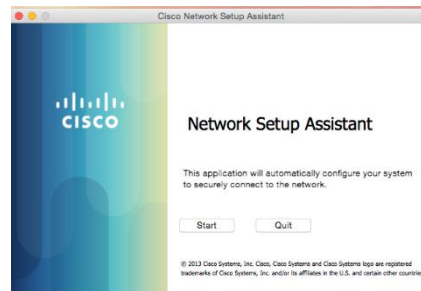 Cisco Network Setup Assistant
CISCO
Network Setup Assistant
This application will automatically configure your system
to securely connect to the network.
Start Quit
© 2013 Cisco Systems, Inc. Cisco, Cisco Systems and Cisco Systems logo are registered
trademarks of Cisco Systems, Inc. and/or its affiliates in the U.S. and certain other countrie